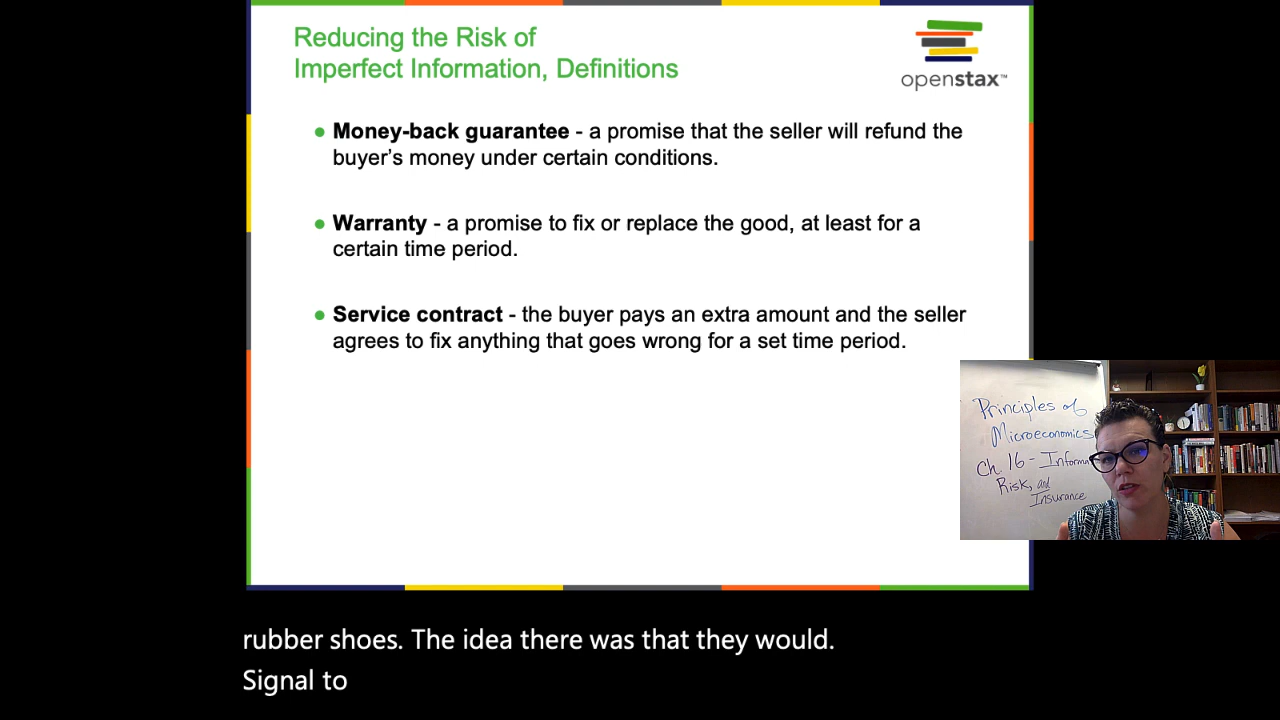 Reducing the Risk of
Imperfect Information, Definitions
openstax™
● Money-back guarantee - a promise that the seller will refund the
buyer’s money under certain conditions.
● Warranty - a promise to fix or replace the good, at least for a
certain time period.
● Service contract - the buyer pays an extra amount and the seller
agrees to fix anything that goes wrong for a set time period.
Principles of
Microeconomics
Ch. 16 - Informa
Risk, and
Insurance
rubber shoes. The idea there was that they would.
Signal to